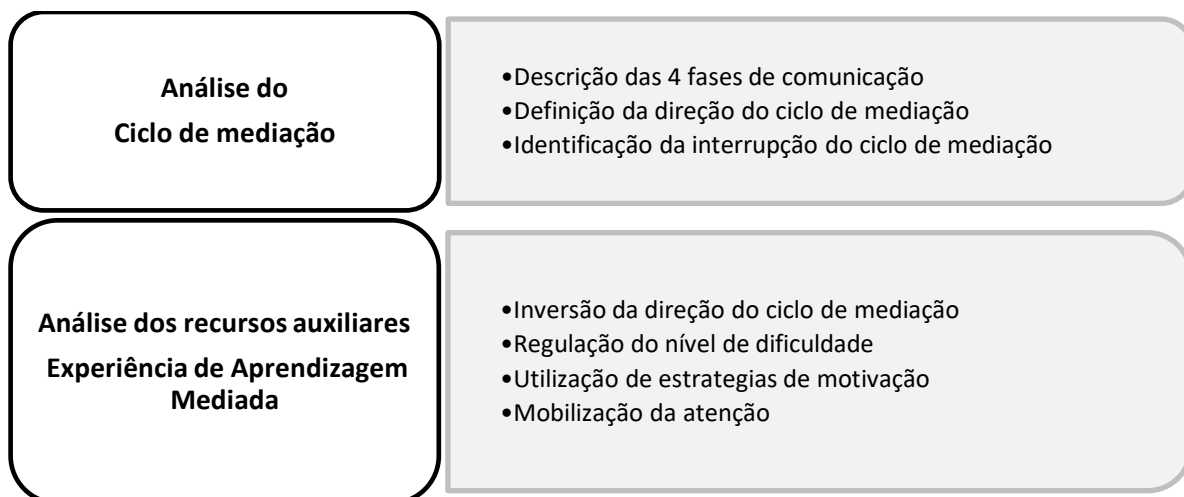 Análise do
Ciclo de mediação
•Descrição das 4 fases de comunicação
•Definição da direção do ciclo de mediação
•Identificação da interrupção do ciclo de mediação
Análise dos recursos auxiliares
Experiência de Aprendizagem
Mediada
•Inversão da direção do ciclo de mediação
•Regulação do nível de dificuldade
•Utilização de estrategias de motivação
•Mobilização da atenção